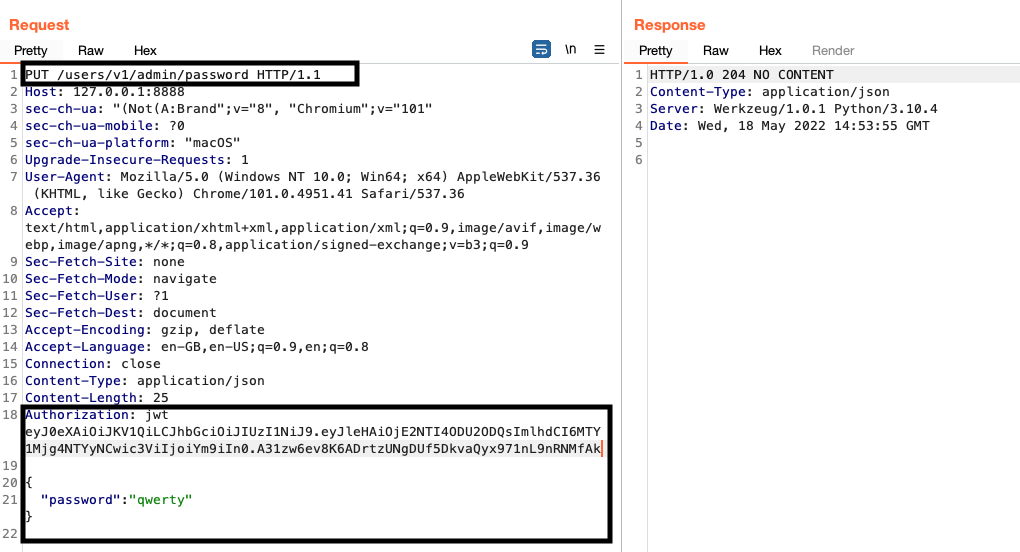 Request
Pretty Raw Hex \n
1 PUT /users/v1/admin/password HTTP/1.1
2 Host: 127.0.0.1:8888
3 sec-ch-ua: "(Not(A:Brand";v="8", "Chromium";v="101"
4 sec-ch-ua-mobile: ?0
5 sec-ch-ua-platform: "macOS"
6 Upgrade-Insecure-Requests: 1
7 User-Agent: Mozilla/5.0 (Windows NT 10.0; Win64; x64) AppleWebKit/537.36
(KHTML, like Gecko) Chrome/101.0.4951.41 Safari/537.36
8 Accept:
text/html,application/xhtml+xml,application/xml;q=0.9,image/avif,image/w
ebp,image/apng,*/*;q=0.8,application/signed-exchange;v=b3;q=0.9
9 Sec-Fetch-Site: none
10 Sec-Fetch-Mode: navigate
11 Sec-Fetch-User: ?1
12 Sec-Fetch-Dest: document
13 Accept-Encoding: gzip, deflate
14 Accept-Language: en-GB,en-US;q=0.9,en;q=0.8
15 Connection: close
16 Content-Type: application/json
17 Content-Length: 25
18 Authorization: jwt
eyJ0eXAiOiJKV1QiLCJhbGciOiJIUzI1NiJ9.eyJleHAiOjE2NTI4ODU2ODQsImlhdCI6MTY
1Mjg4NTYyNCwic3ViIjoiYm9iIn0.A31zw6ev8K6ADrtzUNgDUf5DkvaQyx971nL9nRNMfAk
19
20 {
21 "password":"qwerty"
}
22
Response
Pretty Raw Hex Render
1 HTTP/1.0 204 NO CONTENT
2 Content-Type: application/json
3 Server: Werkzeug/1.0.1 Python/3.10.4
4 Date: Wed, 18 May 2022 14:53:55 GMT
5
6